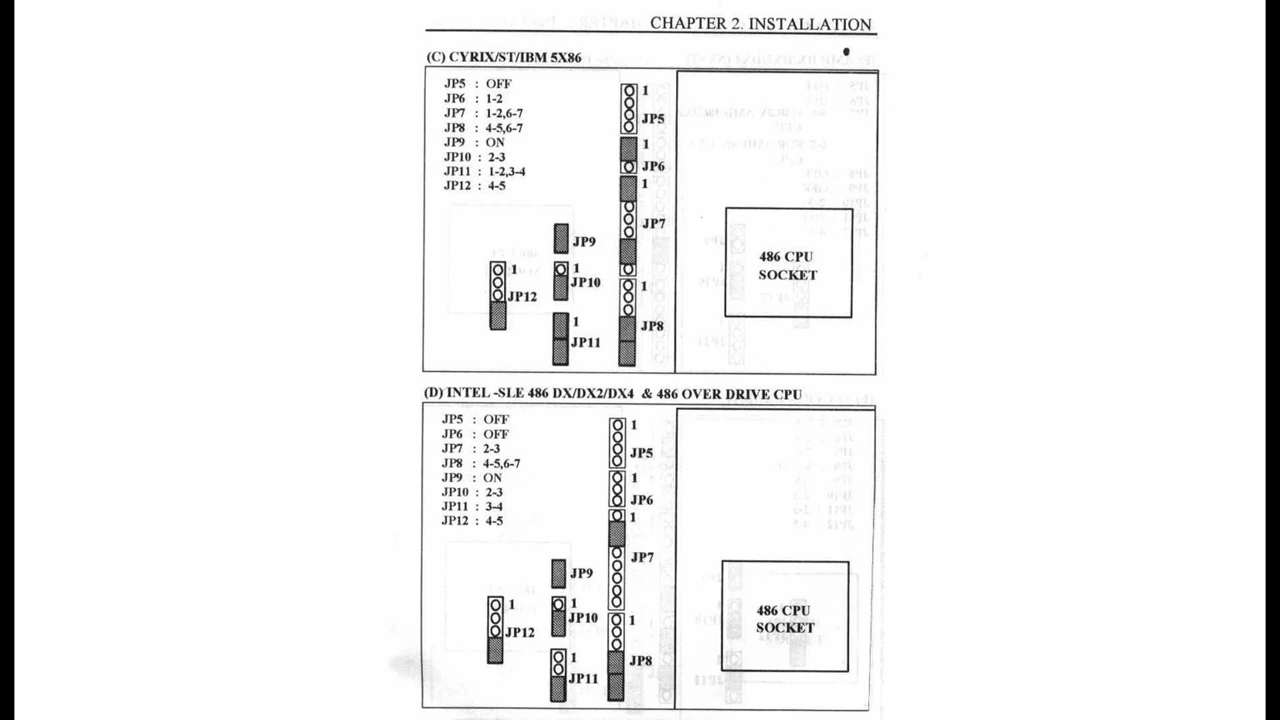 CHAPTER 2. INSTALLATION
(C) CYRIX/ST/IBM 5X86
JP5 : OFF
JP6 : 1-2
JP7 : 1-2,6-7
JP8 : 4-5,6-7
JP9 : ON
JP10 : 2-3
JP11 : 1-2,3-4
JP12 : 4-5
1
JP5
1
JP6
1
JP7
JP9
1
JP10
1
JP12
1
JP8
1
JP11
486 CPU
SOCKET
(D) INTEL -SLE 486 DX/DX2/DX4 & 486 OVER DRIVE CPU
JP5 : OFF
JP6 : OFF
JP7 : 2-3
JP8 : 4-5,6-7
JP9 : ON
JP10 : 2-3
JP11 : 3-4
JP12 : 4-5
1
JP5
1
JP6
1
JP7
JP9
1
JP10
1
JP12
1
JP8
1
JP11
486 CPU
SOCKET